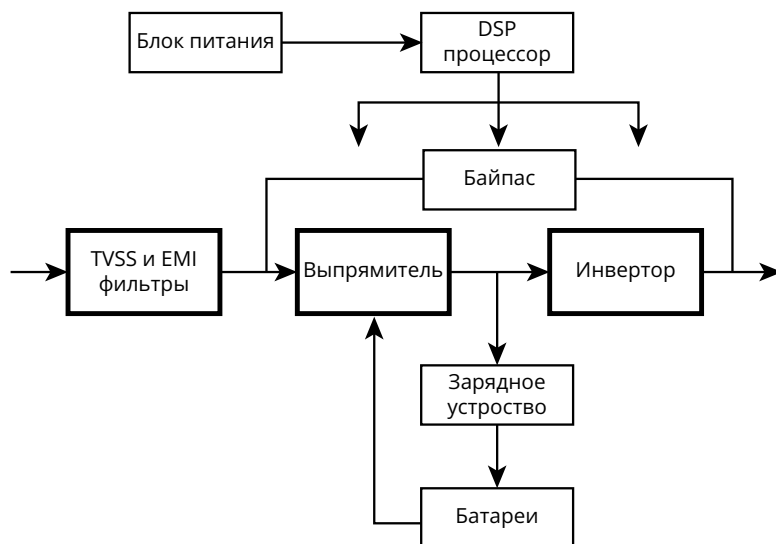 Блок питания
DSP
процессор
Байпас
TVSS и EMI
фильтры
Выпрямитель
Инвертор
Зарядное
устроство
Батареи